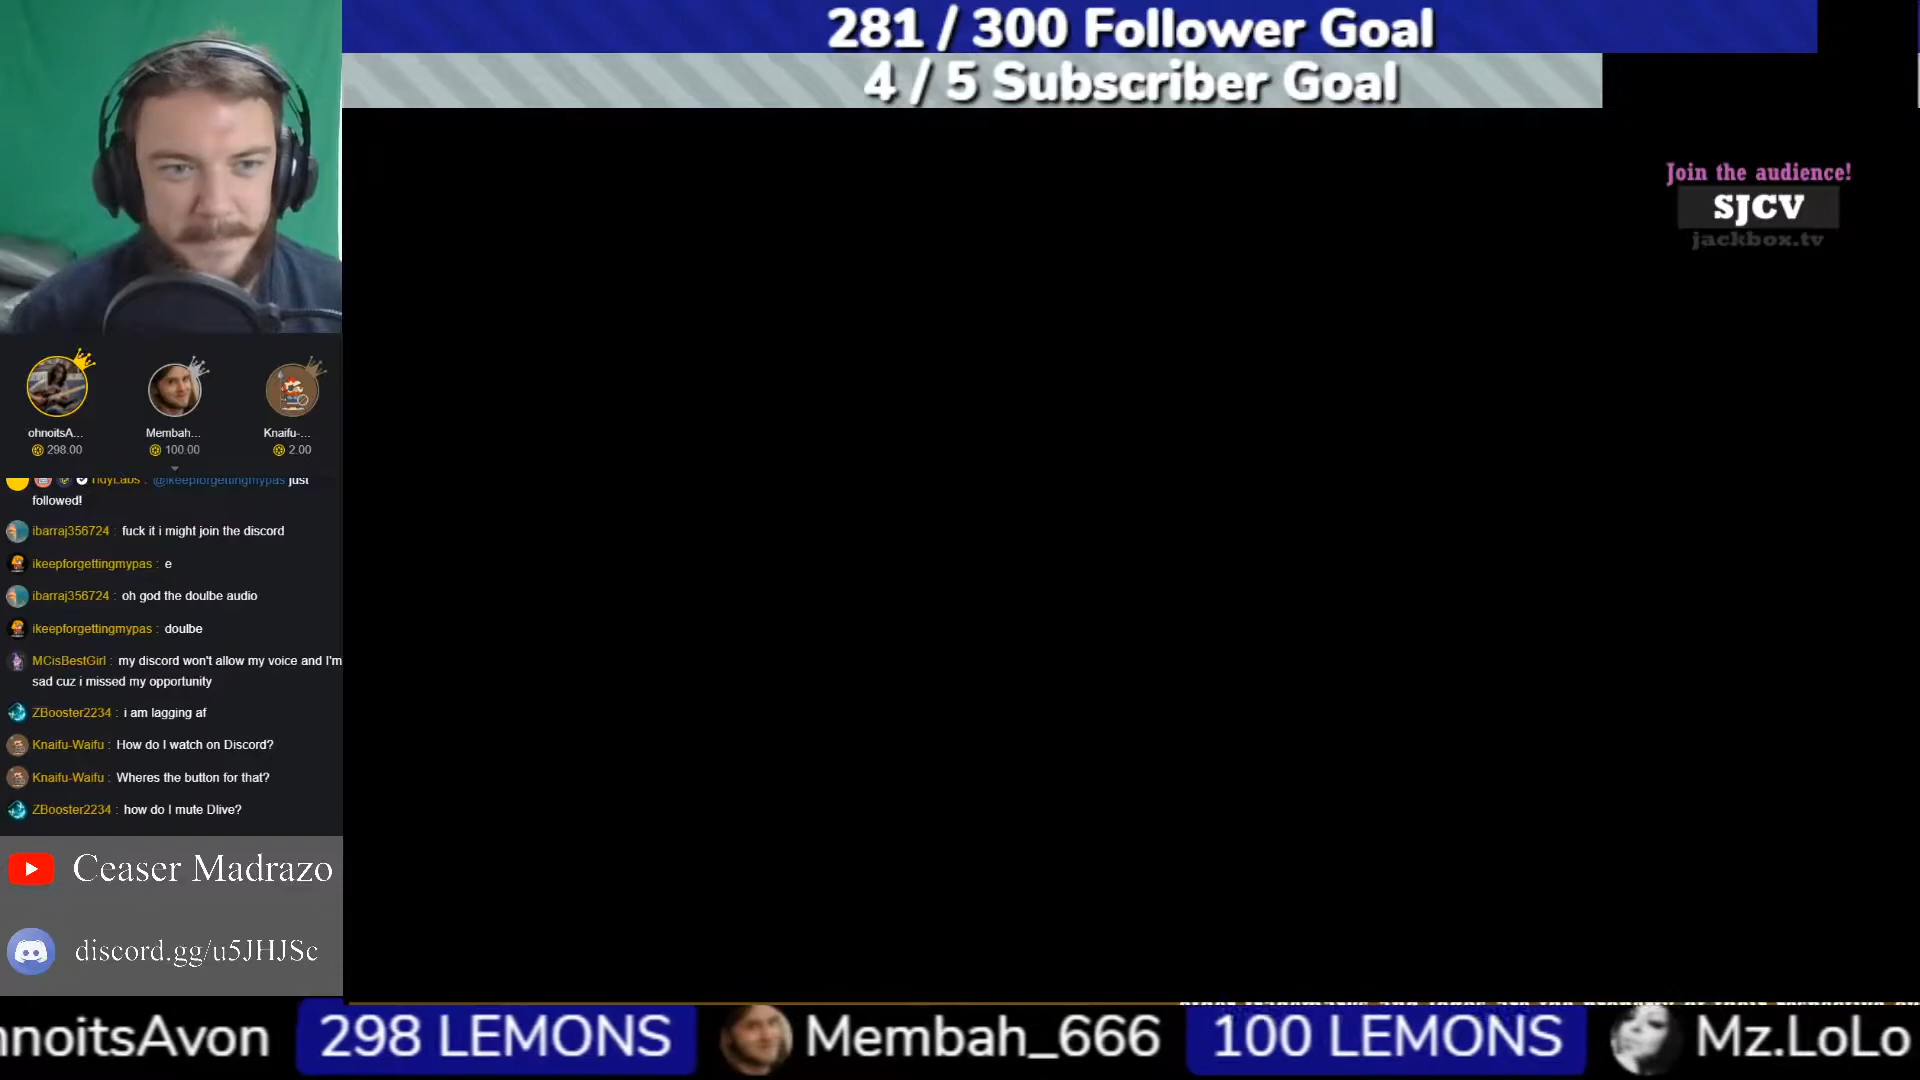 281 / 300 Follower Goal
4 / 5 Subscriber Goal
Join the audience!
SJCV
jackbox.tv
ohnoitsA... Membah... Knaifu-...
298.00 100.00 2.00
TidyLabs : @ikeepforgettingmypas just
followed!
ibarraj356724 : fuck it i might join the discord
ikeepforgettingmypas : e
ibarraj356724 : oh god the doulbe audio
ikeepforgettingmypas : doulbe
MCisBestGirl : my discord won't allow my voice and I'm
sad cuz i missed my opportunity
ZBooster2234 : i am lagging af
Knaifu-Waifu : How do I watch on Discord?
Knaifu-Waifu : Wheres the button for that?
ZBooster2234 : how do I mute Dlive?
Ceaser Madrazo
discord.gg/u5JHJSc
hnoitsAvon 298 LEMONS Membah_666 100 LEMONS Mz.LoLo